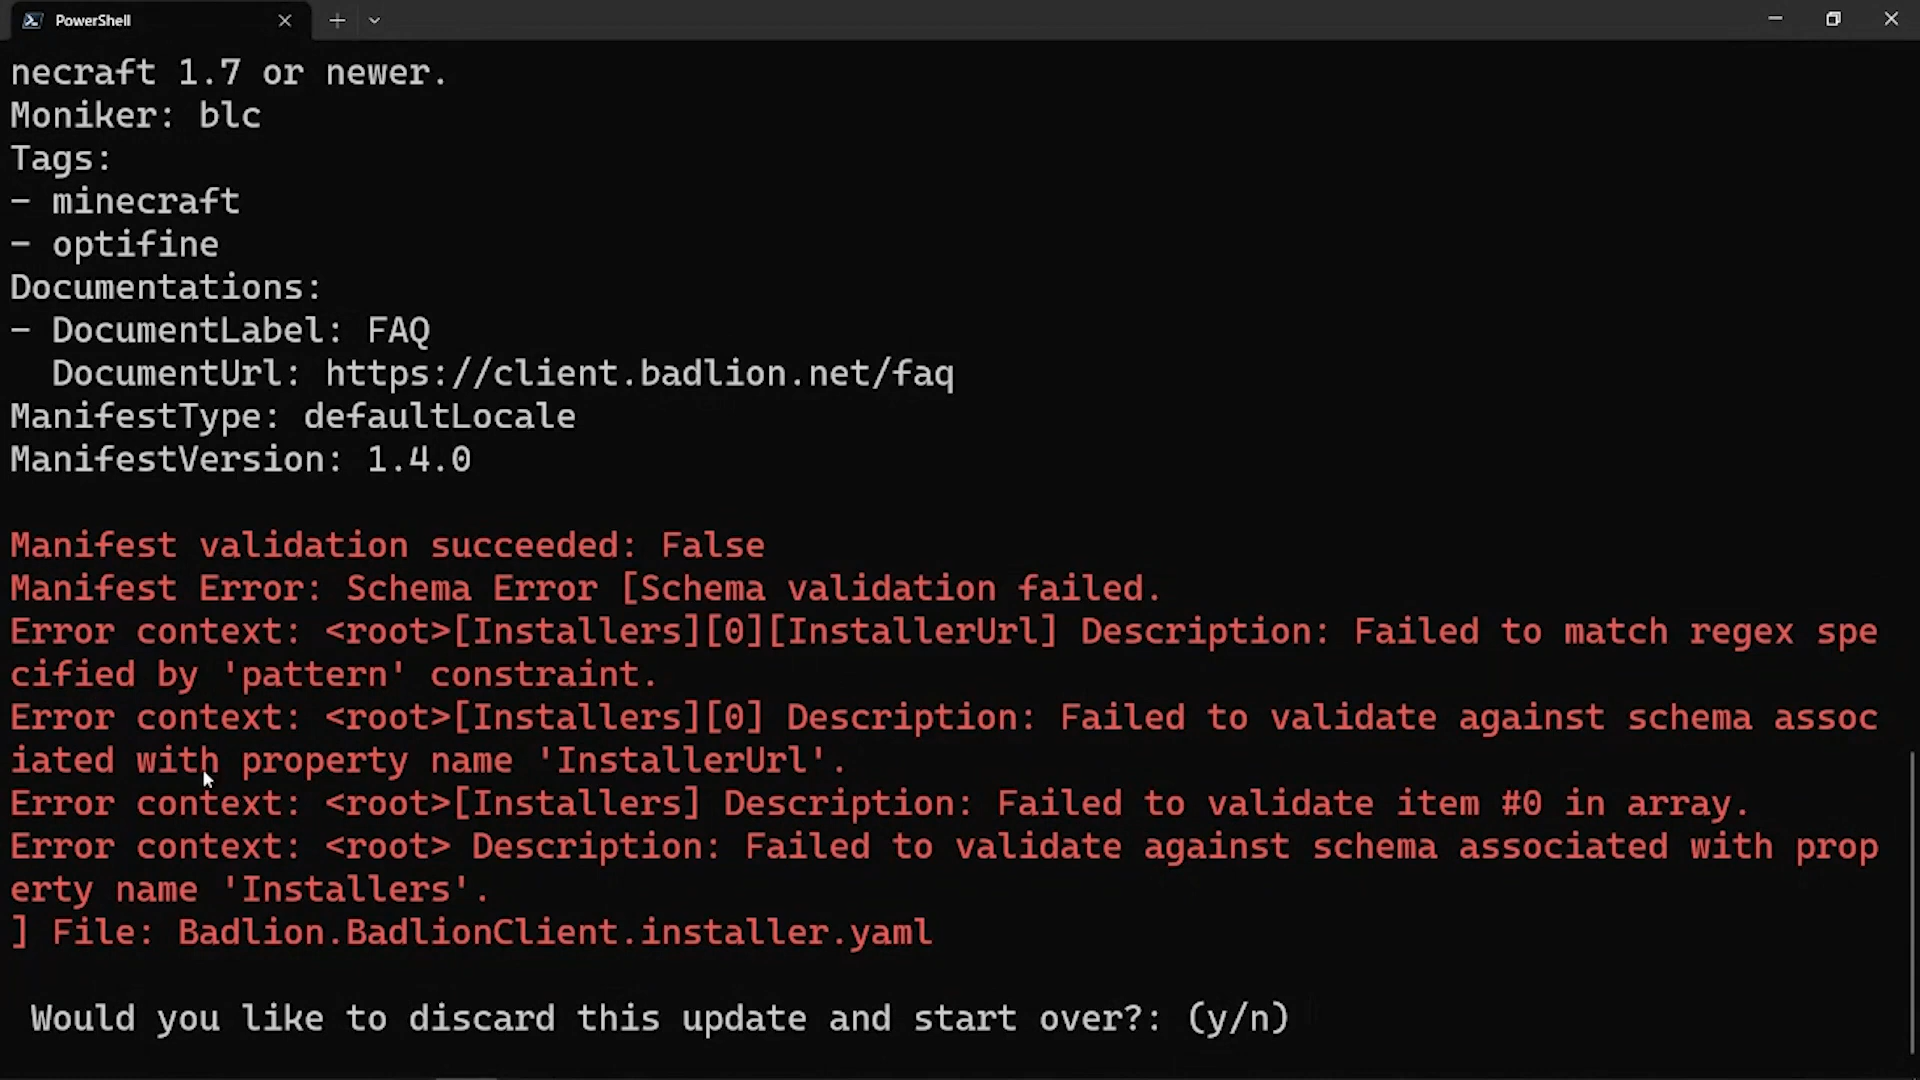 PowerShell
necraft 1.7 or newer.
Moniker: blc
Tags:
- minecraft
- optifine
Documentations:
- DocumentLabel: FAQ
  DocumentUrl: https://client.badlion.net/faq
ManifestType: defaultLocale
ManifestVersion: 1.4.0
Manifest validation succeeded: False
Manifest Error: Schema Error [Schema validation failed.
Error context: <root>[Installers][0][InstallerUrl] Description: Failed to match regex spe
cified by 'pattern' constraint.
Error context: <root>[Installers][0] Description: Failed to validate against schema assoc
iated with property name 'InstallerUrl'.
Error context: <root>[Installers] Description: Failed to validate item #0 in array.
Error context: <root> Description: Failed to validate against schema associated with prop
erty name 'Installers'.
] File: Badlion.BadlionClient.installer.yaml
Would you like to discard this update and start over?: (y/n)